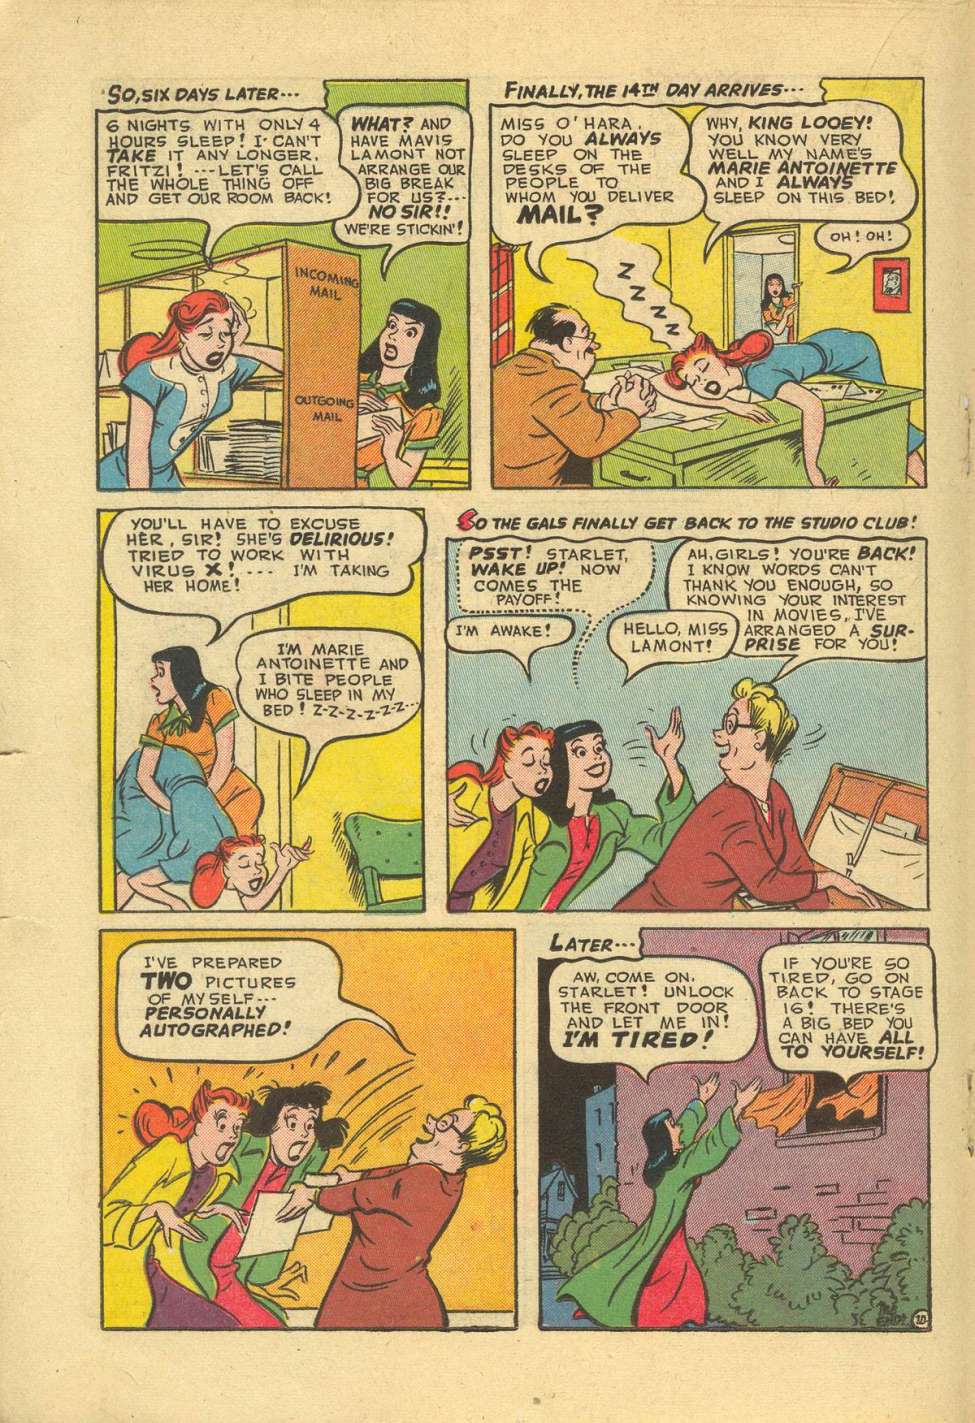 SO, SIX DAYS LATER---
6 NIGHTS WITH ONLY 4
HOURS SLEEP! I CAN'T
TAKE IT ANY LONGER,
FRITZI! ---LET'S CALL
THE WHOLE THING OFF
AND GET OUR ROOM BACK!
WHAT? AND
HAVE MAVIS
LAMONT NOT
ARRANGE OUR
BIG BREAK
FOR US?---
NO SIR!!
WE'RE STICKIN'!
INCOMING
MAIL
OUTGOING
MAIL
FINALLY, THE 14TH DAY ARRIVES---
MISS O'HARA,
DO YOU ALWAYS
SLEEP ON THE
DESKS OF THE
PEOPLE TO
WHOM YOU DELIVER
MAIL?
WHY, KING LOOEY!
YOU KNOW VERY
WELL MY NAME'S
MARIE ANTOINETTE
AND I ALWAYS
SLEEP ON THIS BED!
OH! OH!
Z
Z
Z
Z
YOU'LL HAVE TO EXCUSE
HER, SIR! SHE'S DELIRIOUS!
TRIED TO WORK WITH
VIRUS X! ---- I'M TAKING
HER HOME!
I'M MARIE
ANTOINETTE AND
I BITE PEOPLE
WHO SLEEP IN MY
BED! Z-Z-Z-Z-Z-Z---
SO THE GALS FINALLY GET BACK TO THE STUDIO CLUB!
PSST! STARLET,
WAKE UP! NOW
COMES THE
PAYOFF!
I'M AWAKE!
HELLO, MISS
LAMONT!
AH, GIRLS! YOU'RE BACK!
I KNOW WORDS CAN'T
THANK YOU ENOUGH, SO
KNOWING YOUR INTEREST
IN MOVIES, I'VE
ARRANGED A SUR-
PRISE FOR YOU!
I'VE PREPARED
TWO PICTURES
OF MYSELF---
PERSONALLY
AUTOGRAPHED!
LATER---
AW, COME ON,
STARLET! UNLOCK
THE FRONT DOOR
AND LET ME IN!
I'M TIRED!
IF YOU'RE SO
TIRED, GO ON
BACK TO STAGE
16! THERE'S
A BIG BED YOU
CAN HAVE ALL
TO YOURSELF!
THE
END!
10